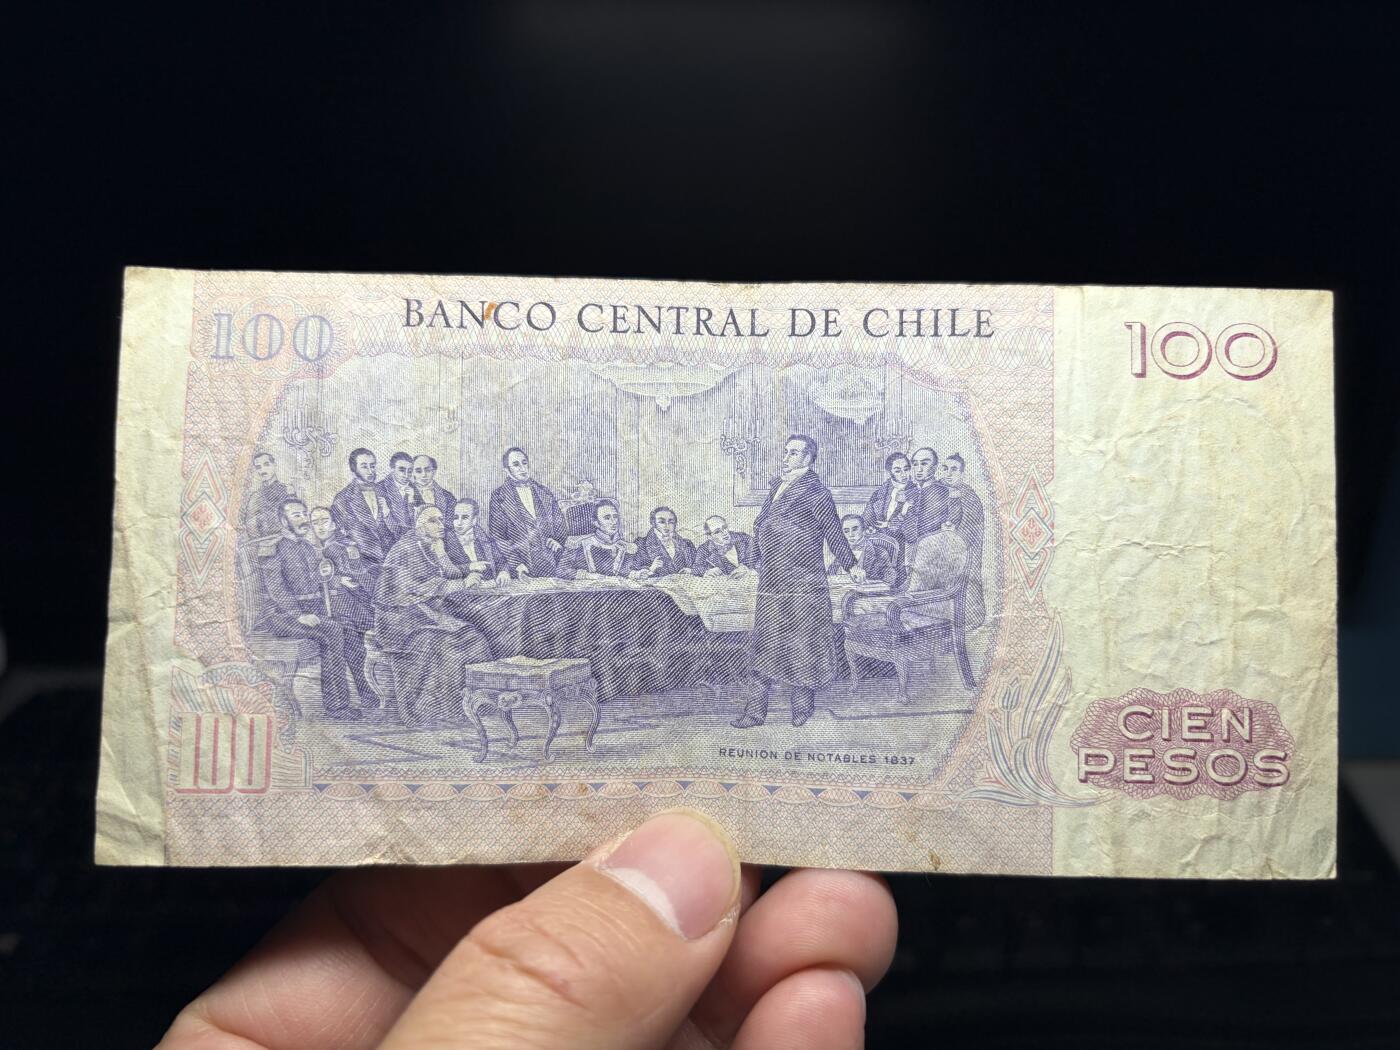 100
BANCO CENTRAL DE CHILE
100
REUNION DE NOTABLES 1837
100
CIEN
PESOS